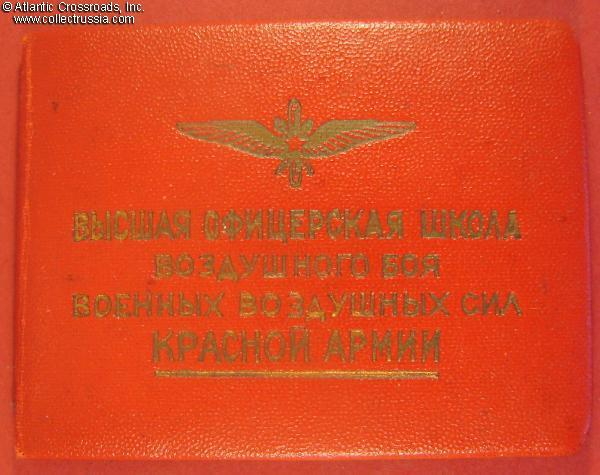 © Atlantic Crossroads, Inc.
www.collectrussia.com
ВЫСШАЯ ОФИЦЕРСКАЯ ШКОЛА
ВОЗДУШНОГО БОЯ
ВОЕННЫХ ВОЗДУШНЫХ СИЛ
КРАСНОЙ АРМИИ